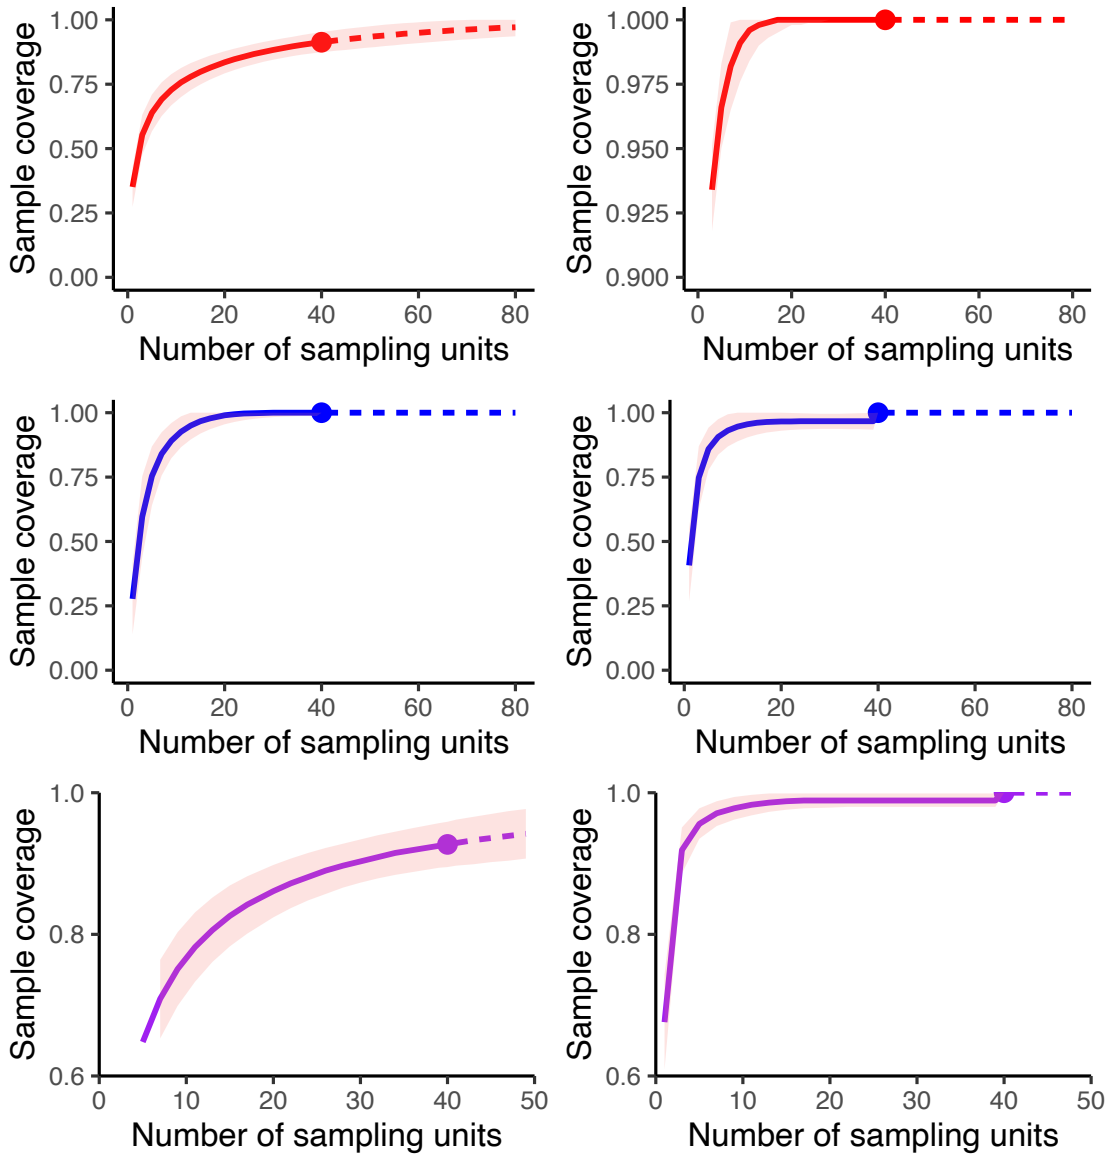 Sample coverage
1.00
0.75
0.50
0.25
0.00
0 20 40 60 80
Number of sampling units
Sample coverage
1.000
0.975
0.950
0.925
0.900
0 20 40 60 80
Number of sampling units
Sample coverage
1.00
0.75
0.50
0.25
0.00
0 20 40 60 80
Number of sampling units
Sample coverage
1.00
0.75
0.50
0.25
0.00
0 20 40 60 80
Number of sampling units
Sample coverage
1.0
0.8
0.6
0 10 20 30 40 50
Number of sampling units
Sample coverage
1.0
0.8
0.6
0 10 20 30 40 50
Number of sampling units